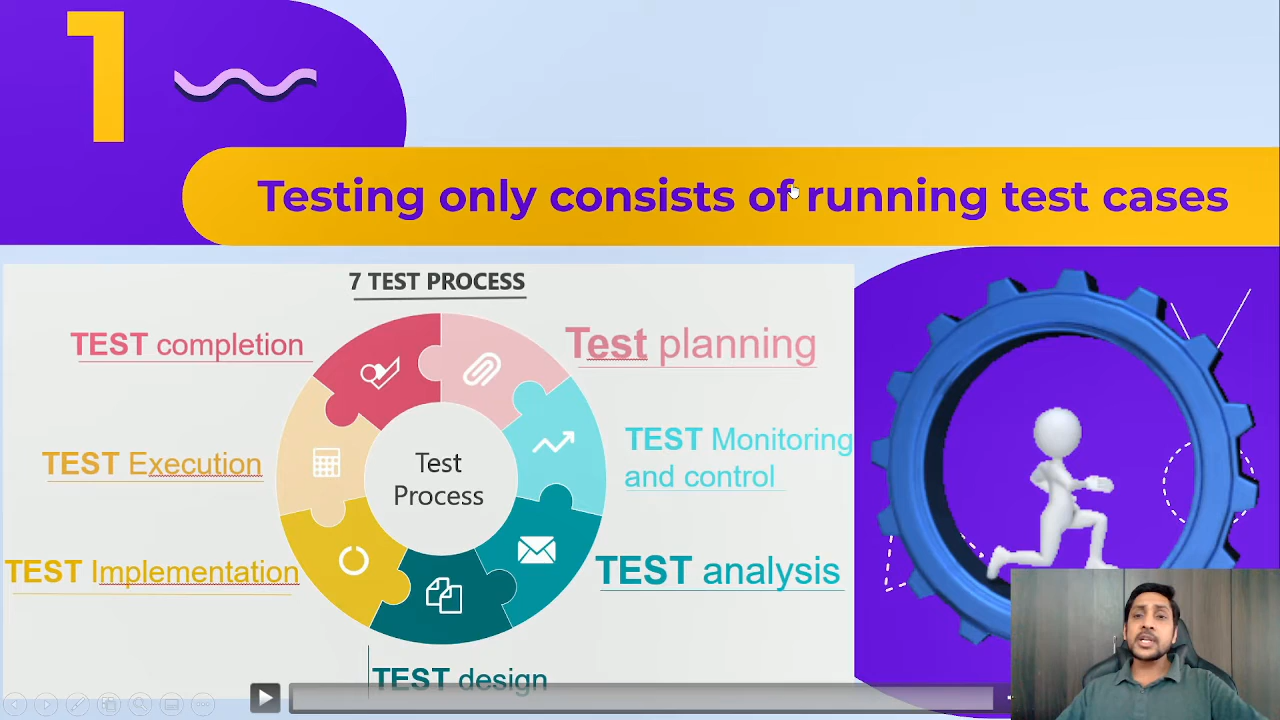 1
Testing only consists of running test cases
7 TEST PROCESS
TEST completion
Test planning
TEST Execution
Test
Process
TEST Monitoring
and control
TEST Implementation
TEST analysis
TEST design